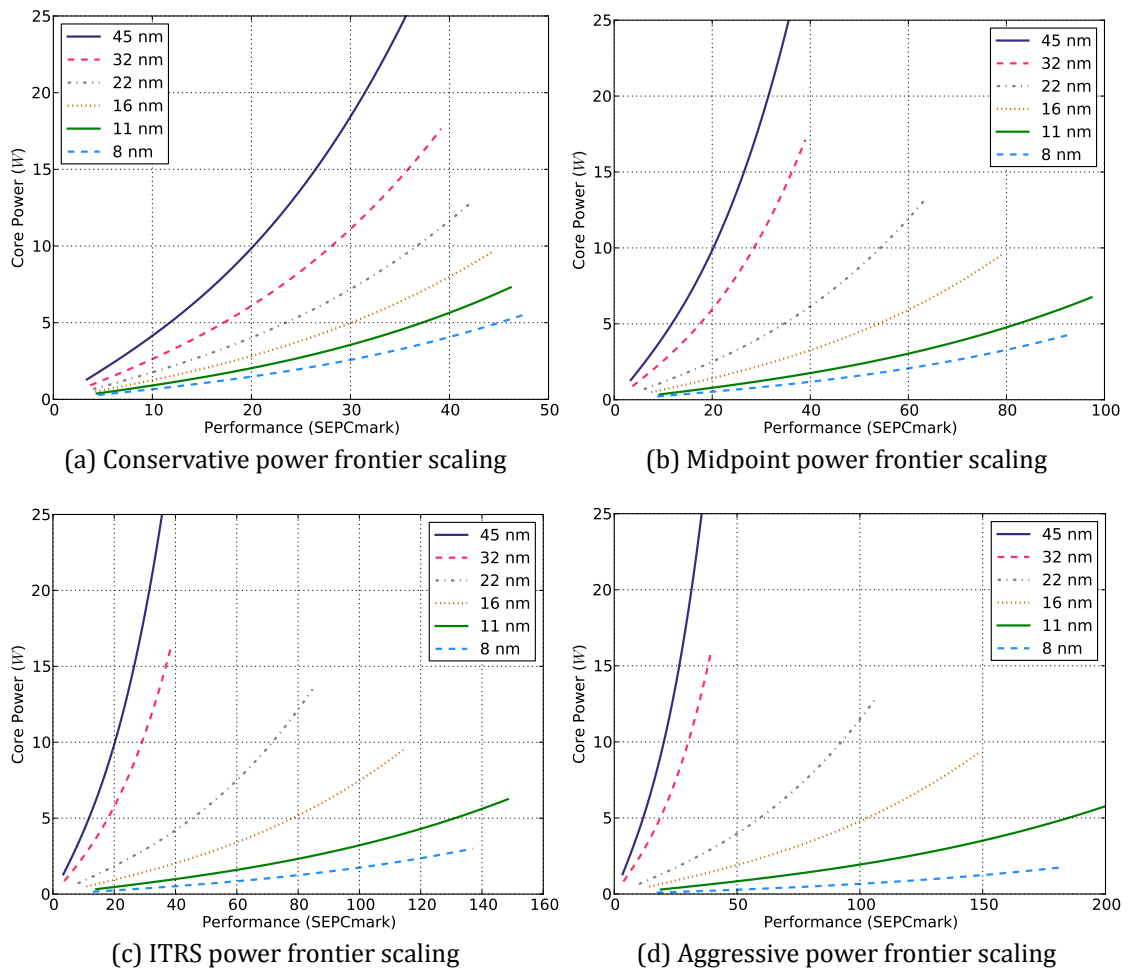 25
20
15
10
5
0
Core Power (W)
45 nm
32 nm
22 nm
16 nm
11 nm
8 nm
0 10 20 30 40 50
Performance (SEPCmark)
(a) Conservative power frontier scaling
25
20
15
10
5
0
Core Power (W)
45 nm
32 nm
22 nm
16 nm
11 nm
8 nm
0 20 40 60 80 100
Performance (SEPCmark)
(b) Midpoint power frontier scaling
25
20
15
10
5
0
Core Power (W)
45 nm
32 nm
22 nm
16 nm
11 nm
8 nm
0 20 40 60 80 100 120 140 160
Performance (SEPCmark)
(c) ITRS power frontier scaling
25
20
15
10
5
0
Core Power (W)
45 nm
32 nm
22 nm
16 nm
11 nm
8 nm
0 50 100 150 200
Performance (SEPCmark)
(d) Aggressive power frontier scaling